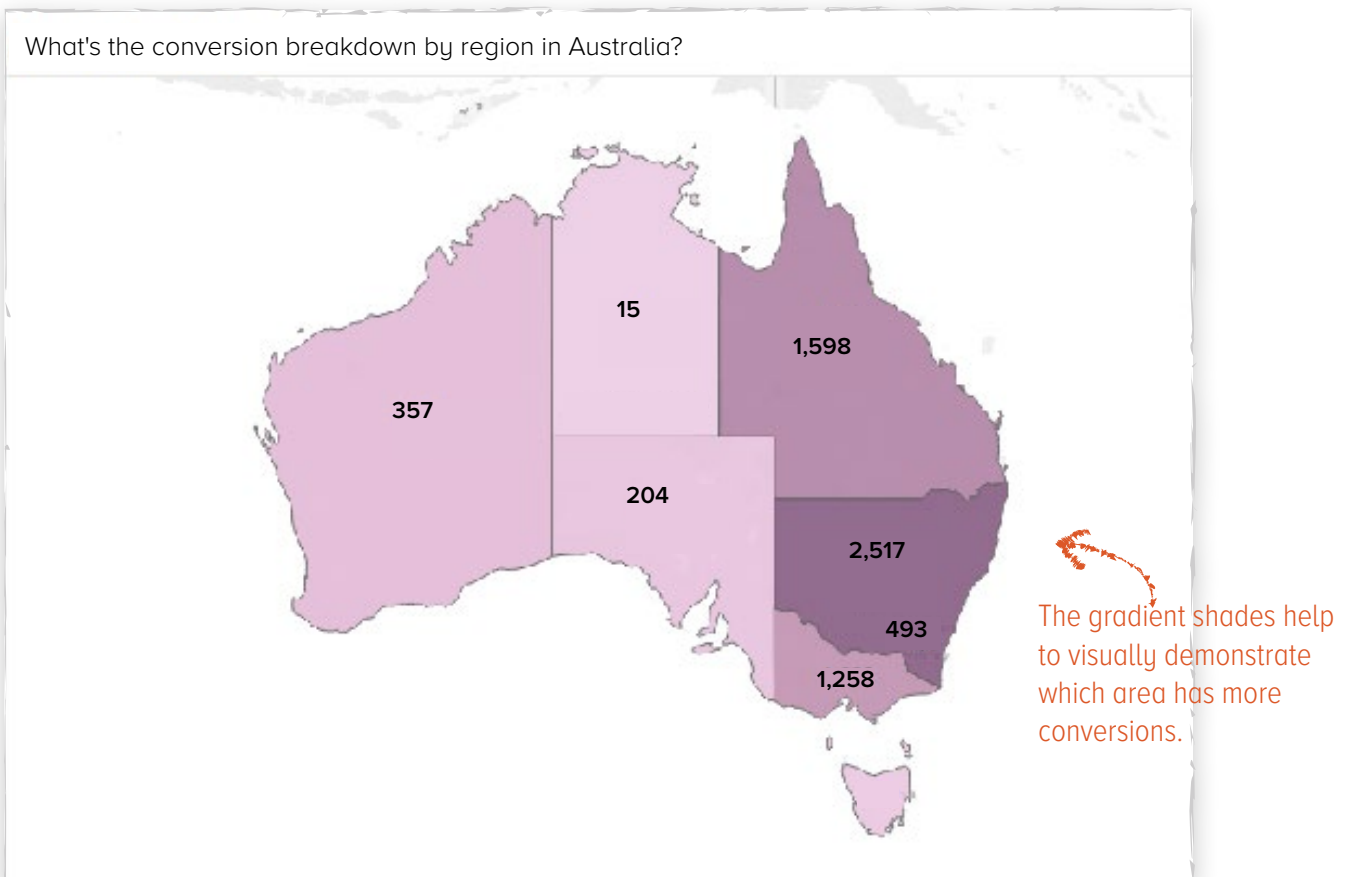 What's the conversion breakdown by region in Australia?
15
1,598
357
204
2,517
493
1,258
The gradient shades help
to visually demonstrate
which area has more
conversions.